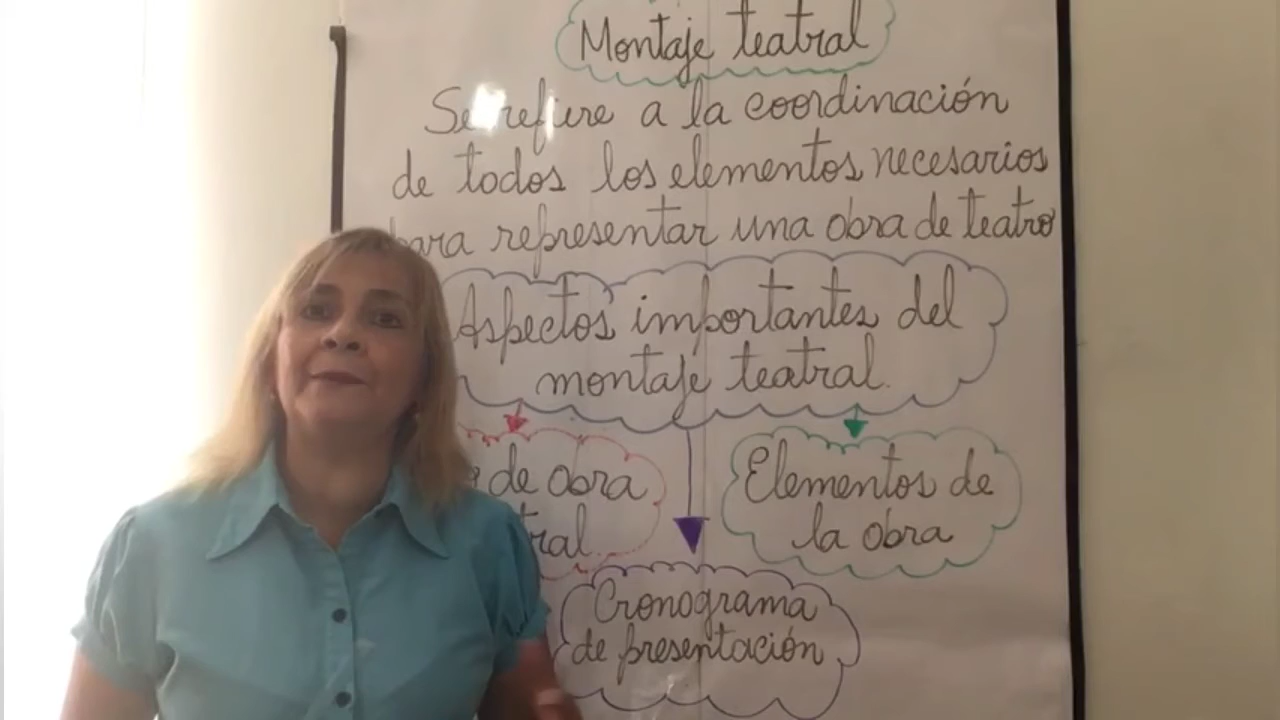 Montaje teatral
Se refiere a la coordinación
de todos los elementos necesarios
para representar una obra de teatro
Aspectos importantes del
montaje teatral.
de obra
Elementos de
la obra
Cronograma
de presentación